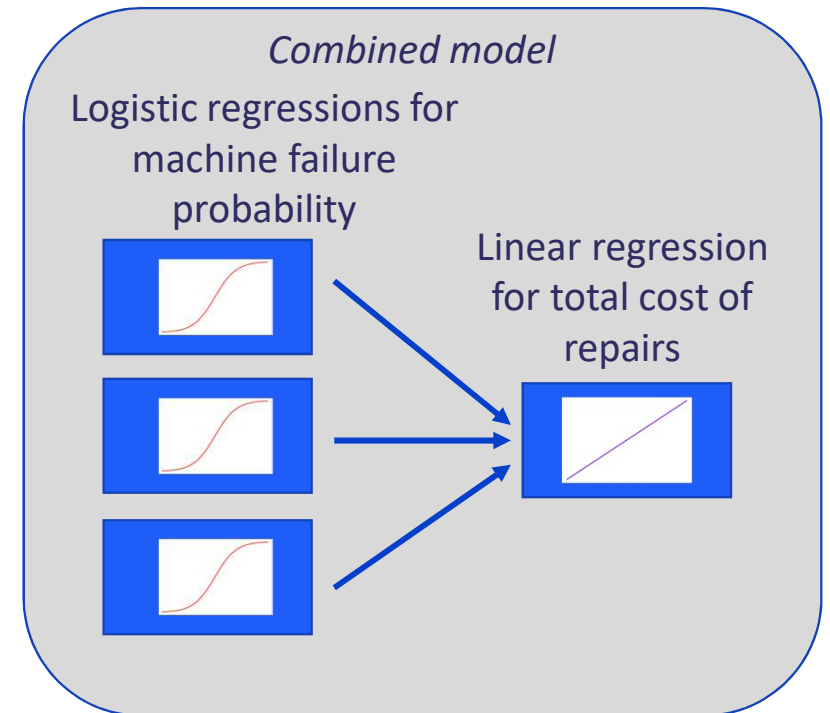 Combined model
Logistic regressions for
machine failure
probability
Linear regression
for total cost of
repairs